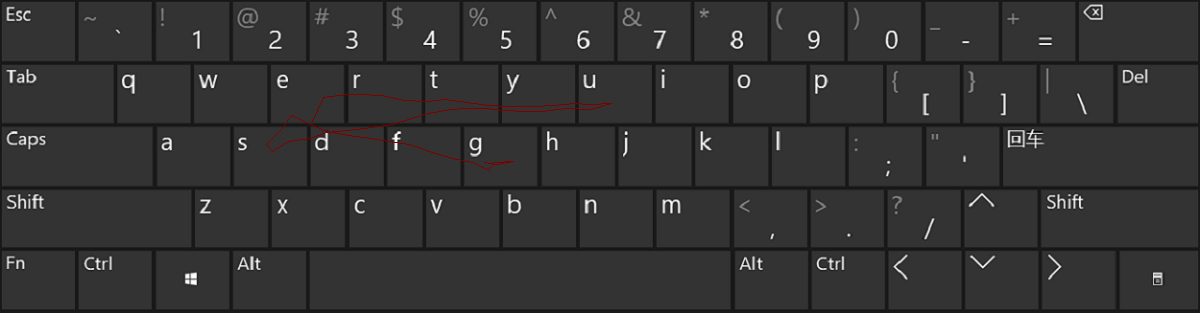 Esc ~ ` ! 1 @ 2 # 3 $ 4 % 5 ^ 6 & 7 * 8 ( 9 ) 0 _ - + =
Tab q w e r t y u i o p { [ } ] | \ Del
Caps a s d f g h j k l : ; " ' 回车
Shift z x c v b n m < , > . ? / Shift
Fn Ctrl Alt Alt Ctrl